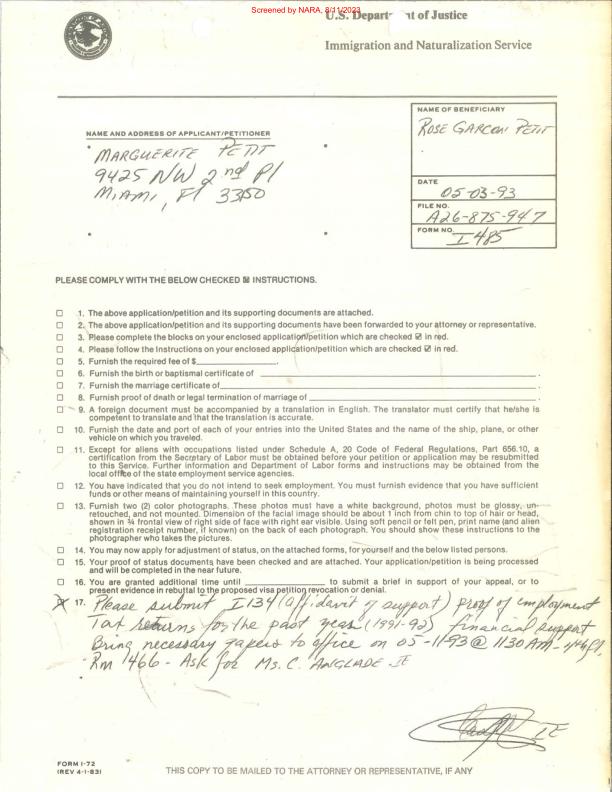 Screened by NARA, 8/11/2023
U.S. Department of Justice
Immigration and Naturalization Service
NAME AND ADDRESS OF APPLICANT/PETITIONER
MARGUERITE PETIT
9425 NW 2nd Pl
MIAMI, Fl 33150
NAME OF BENEFICIARY
ROSE GARCON PETIT
DATE
05-03-93
FILE NO.
A26-875-947
FORM NO.
I 485
PLEASE COMPLY WITH THE BELOW CHECKED ☒ INSTRUCTIONS.
☐ 1. The above application/petition and its supporting documents are attached.
☐ 2. The above application/petition and its supporting documents have been forwarded to your attorney or representative.
☐ 3. Please complete the blocks on your enclosed application/petition which are checked ☑ in red.
☐ 4. Please follow the Instructions on your enclosed application/petition which are checked ☑ in red.
☐ 5. Furnish the required fee of $____________.
☐ 6. Furnish the birth or baptismal certificate of ____________.
☐ 7. Furnish the marriage certificate of____________.
☐ 8. Furnish proof of death or legal termination of marriage of ____________.
☐ 9. A foreign document must be accompanied by a translation in English. The translator must certify that he/she is
competent to translate and that the translation is accurate.
☐ 10. Furnish the date and port of each of your entries into the United States and the name of the ship, plane, or other
vehicle on which you traveled.
☐ 11. Except for aliens with occupations listed under Schedule A, 20 Code of Federal Regulations, Part 656.10, a
certification from the Secretary of Labor must be obtained before your petition or application may be resubmitted
to this Service. Further information and Department of Labor forms and instructions may be obtained from the
local office of the state employment service agencies.
☐ 12. You have indicated that you do not intend to seek employment. You must furnish evidence that you have sufficient
funds or other means of maintaining yourself in this country.
☐ 13. Furnish two (2) color photographs. These photos must have a white background, photos must be glossy, un-
retouched, and not mounted. Dimension of the facial image should be about 1 inch from chin to top of hair or head,
shown in ¾ frontal view of right side of face with right ear visible. Using soft pencil or felt pen, print name (and alien
registration receipt number, if known) on the back of each photograph. You should show these instructions to the
photographer who takes the pictures.
☐ 14. You may now apply for adjustment of status, on the attached forms, for yourself and the below listed persons.
☐ 15. Your proof of status documents have been checked and are attached. Your application/petition is being processed
and will be completed in the near future.
☐ 16. You are granted additional time until ____________ to submit a brief in support of your appeal, or to
present evidence in rebuttal to the proposed visa petition revocation or denial.
☒ 17. Please submit I134 (affidavit of support) proof of employment
Tax returns for the past year (1991-92) financial support
Bring necessary papers to office on 05-11-93 @ 1130 AM - 4th fl,
Rm 466 - Ask for Ms. C. ANGLADE IE
IE
FORM I-72
(REV 4-1-83)
THIS COPY TO BE MAILED TO THE ATTORNEY OR REPRESENTATIVE, IF ANY